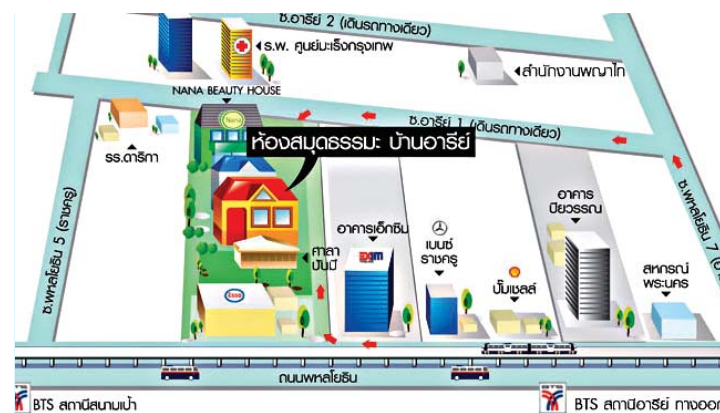 ซ.อารีย์ 2 (เดินรถทางเดียว)
ร.พ. ศูนย์มะเร็งกรุงเทพ
สำนักงานพญาไท
NANA BEAUTY HOUSE
Nana
ซ.อารีย์ 1 (เดินรถทางเดียว)
ห้องสมุดธรรมะ บ้านอารีย์
รร.ดาริกา
ซ.พหลโยธิน 5 (ราชครู)
ซ.พหลโยธิน 7
อาคาร
ปิยวรรณ
อาคารเอ็กซิม
EXIM
เบนซ์
ราชครู
ศาลา
ปันมี
ปั๊มเชลล์
สหกรณ์
พระนคร
Esso
ถนนพหลโยธิน
BTS สถานีสนามเป้า
BTS สถานีอารีย์ ทางออก